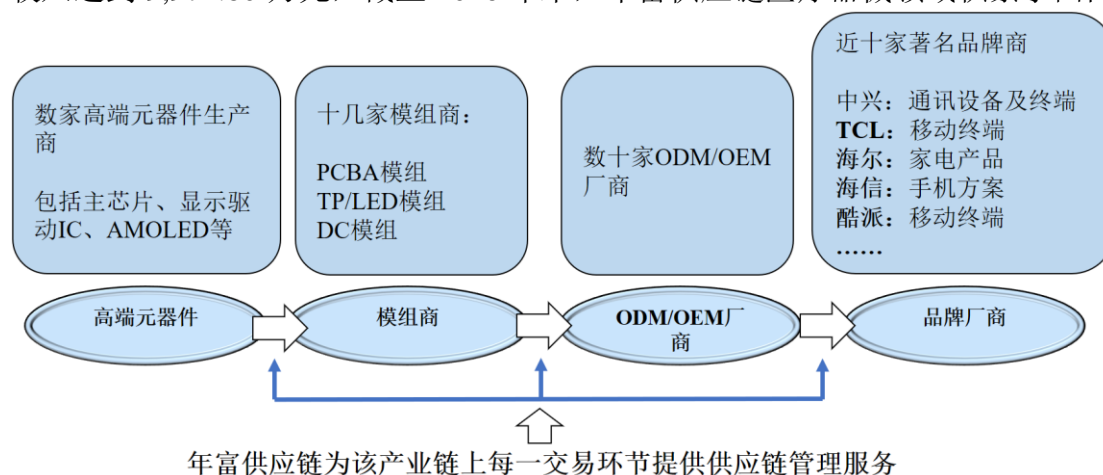 数家高端元器件生产
商
包括主芯片、显示驱
动IC、AMOLED等
十几家模组商：
PCBA模组
TP/LED模组
DC模组
数十家ODM/OEM
厂商
近十家著名品牌商
中兴：通讯设备及终端
TCL：移动终端
海尔：家电产品
海信：手机方案
酷派：移动终端
……
高端元器件
模组商
ODM/OEM厂
商
品牌厂商
年富供应链为该产业链上每一交易环节提供供应链管理服务